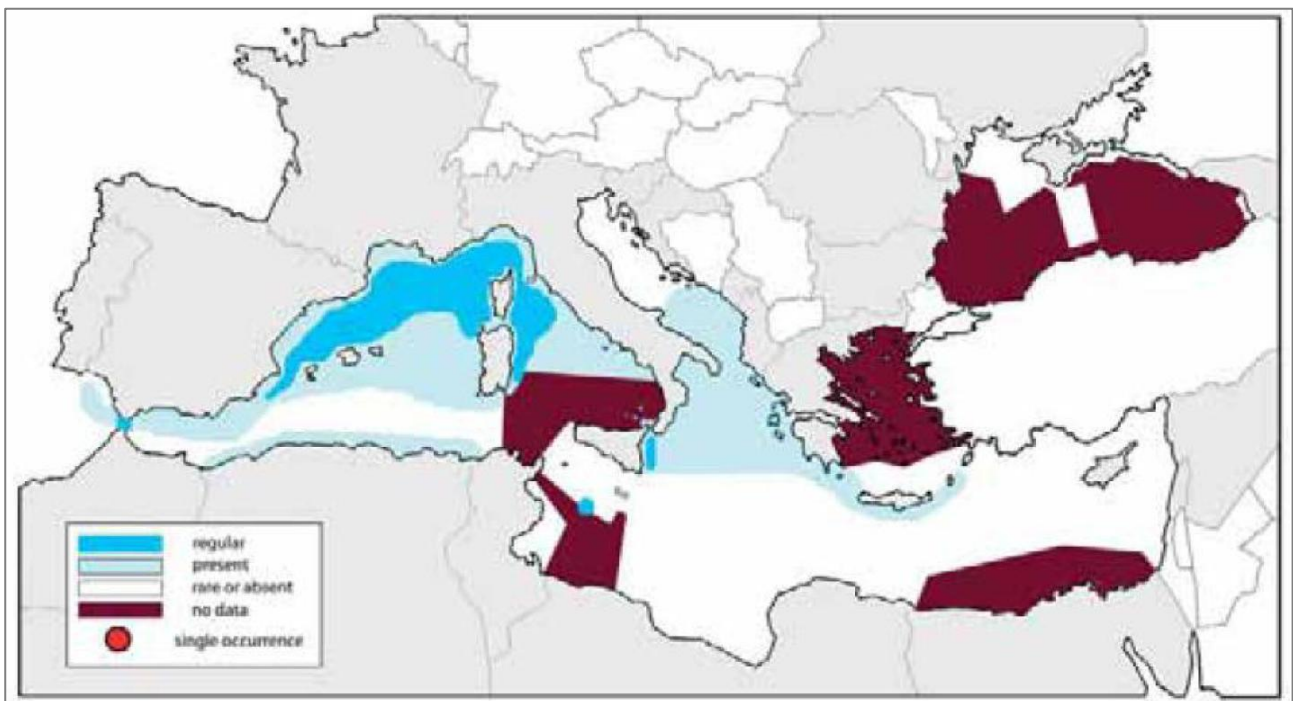 regular
present
rare or absent
no data
single occurrence